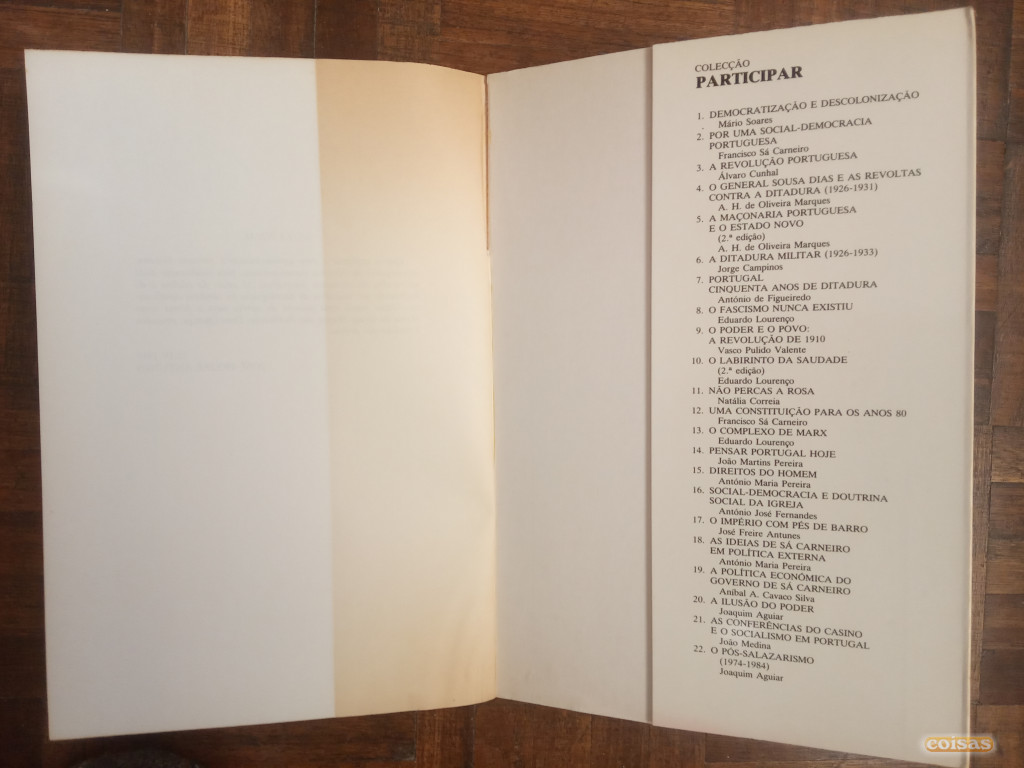 COLECÇÃO
PARTICIPAR
1. DEMOCRATIZAÇÃO E DESCOLONIZAÇÃO
Mário Soares
2. POR UMA SOCIAL-DEMOCRACIA
PORTUGUESA
Francisco Sá Carneiro
3. A REVOLUÇÃO PORTUGUESA
Álvaro Cunhal
4. O GENERAL SOUSA DIAS E AS REVOLTAS
CONTRA A DITADURA (1926-1931)
A. H. de Oliveira Marques
5. A MAÇONARIA PORTUGUESA
E O ESTADO NOVO
(2.ª edição)
A. H. de Oliveira Marques
6. A DITADURA MILITAR (1926-1933)
Jorge Campinos
7. PORTUGAL
CINQUENTA ANOS DE DITADURA
António de Figueiredo
8. O FASCISMO NUNCA EXISTIU
Eduardo Lourenço
9. O PODER E O POVO:
A REVOLUÇÃO DE 1910
Vasco Pulido Valente
10. O LABIRINTO DA SAUDADE
(2.ª edição)
Eduardo Lourenço
11. NÃO PERCAS A ROSA
Natália Correia
12. UMA CONSTITUIÇÃO PARA OS ANOS 80
Francisco Sá Carneiro
13. O COMPLEXO DE MARX
Eduardo Lourenço
14. PENSAR PORTUGAL HOJE
João Martins Pereira
15. DIREITOS DO HOMEM
António Maria Pereira
16. SOCIAL-DEMOCRACIA E DOUTRINA
SOCIAL DA IGREJA
António José Fernandes
17. O IMPÉRIO COM PÉS DE BARRO
José Freire Antunes
18. AS IDEIAS DE SÁ CARNEIRO
EM POLÍTICA EXTERNA
António Maria Pereira
19. A POLÍTICA ECONÓMICA DO
GOVERNO DE SÁ CARNEIRO
Aníbal A. Cavaco Silva
20. A ILUSÃO DO PODER
Joaquim Aguiar
21. AS CONFERÊNCIAS DO CASINO
E O SOCIALISMO EM PORTUGAL
João Medina
22. O PÓS-SALAZARISMO
(1974-1984)
Joaquim Aguiar
coisas